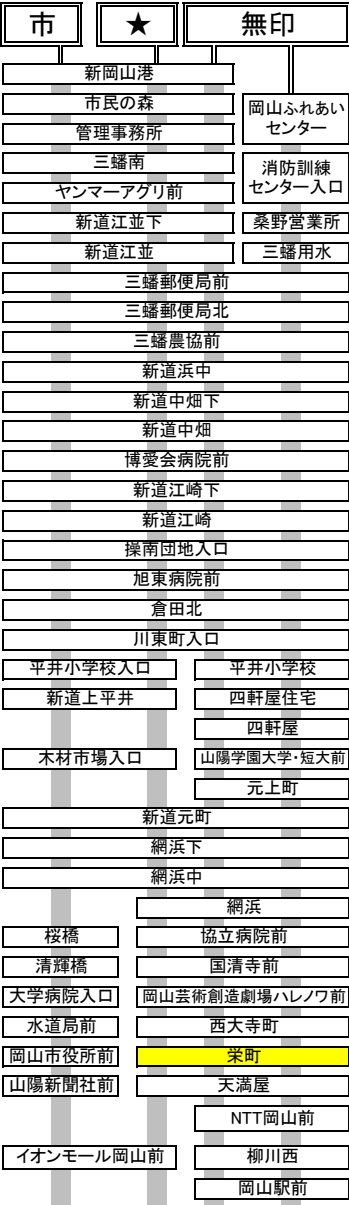 市 ★ 無印
新岡山港
市民の森
岡山ふれあい
センター
管理事務所
三蟠南
消防訓練
センター入口
ヤンマーアグリ前
新道江並下
桑野営業所
新道江並
三蟠用水
三蟠郵便局前
三蟠郵便局北
三蟠農協前
新道浜中
新道中畑下
新道中畑
博愛会病院前
新道江崎下
新道江崎
操南団地入口
旭東病院前
倉田北
川東町入口
平井小学校入口
平井小学校
新道上平井
四軒屋住宅
四軒屋
木材市場入口
山陽学園大学・短大前
元上町
新道元町
網浜下
網浜中
網浜
桜橋
協立病院前
清輝橋
国清寺前
大学病院入口
岡山芸術創造劇場ハレノワ前
水道局前
西大寺町
岡山市役所前
栄町
山陽新聞社前
天満屋
NTT岡山前
イオンモール岡山前
柳川西
岡山駅前